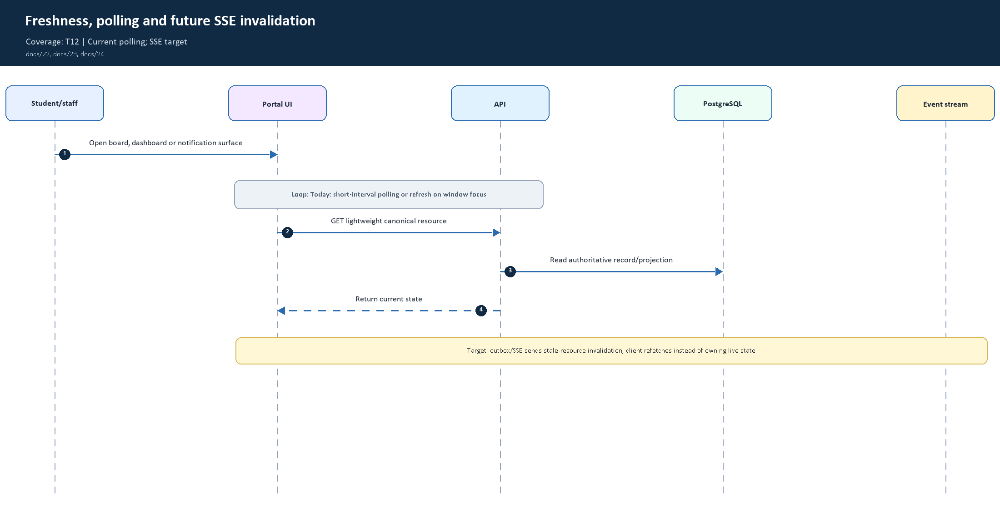 Freshness, polling and future SSE invalidation
Coverage: T12 | Current polling; SSE target
docs/22, docs/23, docs/24
Student/staff
Portal UI
API
PostgreSQL
Event stream
Open board, dashboard or notification surface
1
Loop: Today: short-interval polling or refresh on window focus
GET lightweight canonical resource
2
Read authoritative record/projection
3
Return current state
4
Target: outbox/SSE sends stale-resource invalidation; client refetches instead of owning live state